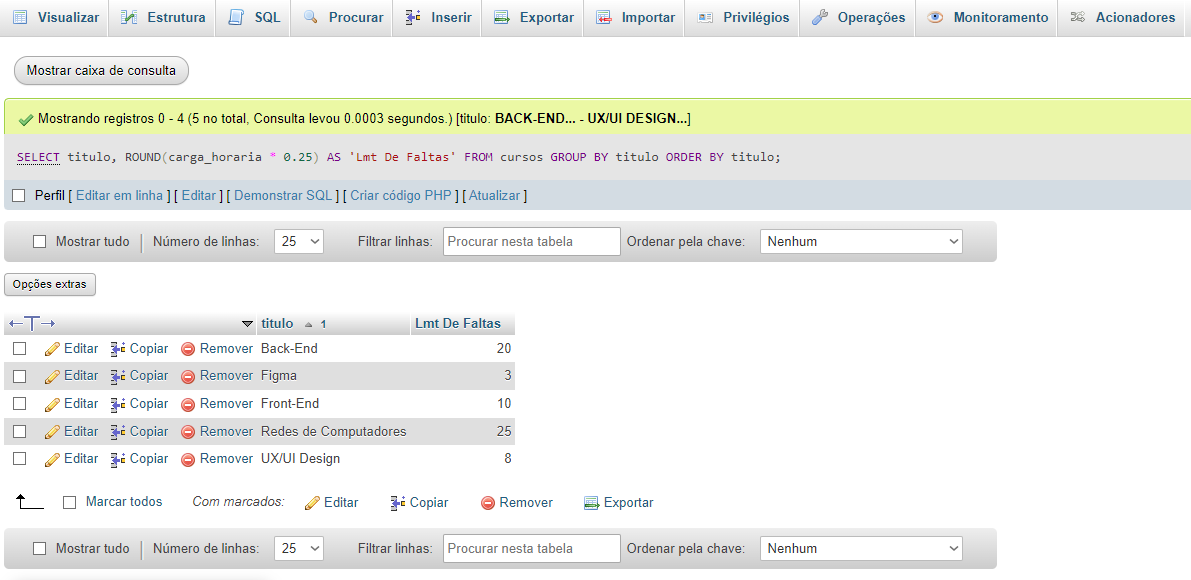 Visualizar Estrutura SQL Procurar Inserir Exportar Importar Privilégios Operações Monitoramento Acionadores
Mostrar caixa de consulta
Mostrando registros 0 - 4 (5 no total, Consulta levou 0.0003 segundos.) [titulo: BACK-END... - UX/UI DESIGN...]
SELECT titulo, ROUND(carga_horaria * 0.25) AS 'Lmt De Faltas' FROM cursos GROUP BY titulo ORDER BY titulo;
Perfil [ Editar em linha ] [ Editar ] [ Demonstrar SQL ] [ Criar código PHP ] [ Atualizar ]
Mostrar tudo | Número de linhas: 25 Filtrar linhas: Procurar nesta tabela Ordenar pela chave: Nenhum
Opções extras
←T→ titulo 1 Lmt De Faltas
Editar Copiar Remover Back-End 20
Editar Copiar Remover Figma 3
Editar Copiar Remover Front-End 10
Editar Copiar Remover Redes de Computadores 25
Editar Copiar Remover UX/UI Design 8
Marcar todos Com marcados: Editar Copiar Remover Exportar
Mostrar tudo | Número de linhas: 25 Filtrar linhas: Procurar nesta tabela Ordenar pela chave: Nenhum